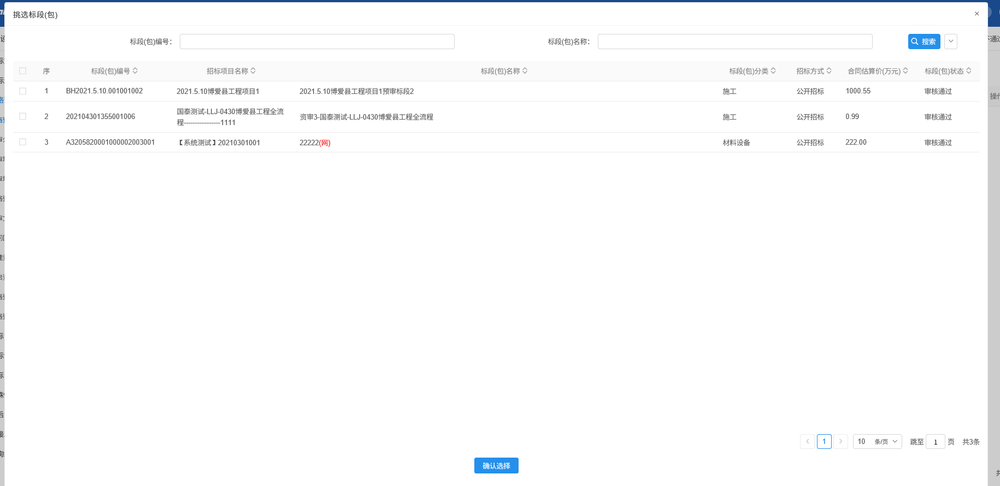 挑选标段(包)
×
标段(包)编号：
标段(包)名称：
搜索
序 标段(包)编号 招标项目名称 标段(包)名称 标段(包)分类 招标方式 合同估算价(万元) 标段(包)状态
1 BH2021.5.10.001001002 2021.5.10博爱县工程项目1 2021.5.10博爱县工程项目1预审标段2 施工 公开招标 1000.55 审核通过
操作
2 202104301355001006 国泰测试-LLJ-0430博爱县工程全流 资审3-国泰测试-LLJ-0430博爱县工程全流程 施工 公开招标 0.99 审核通过
程----------------1111
3 A3205820001000002003001 【系统测试】20210301001 22222(网) 材料设备 公开招标 222.00 审核通过
1 10 条/页 跳至 1 页 共3条
确认选择